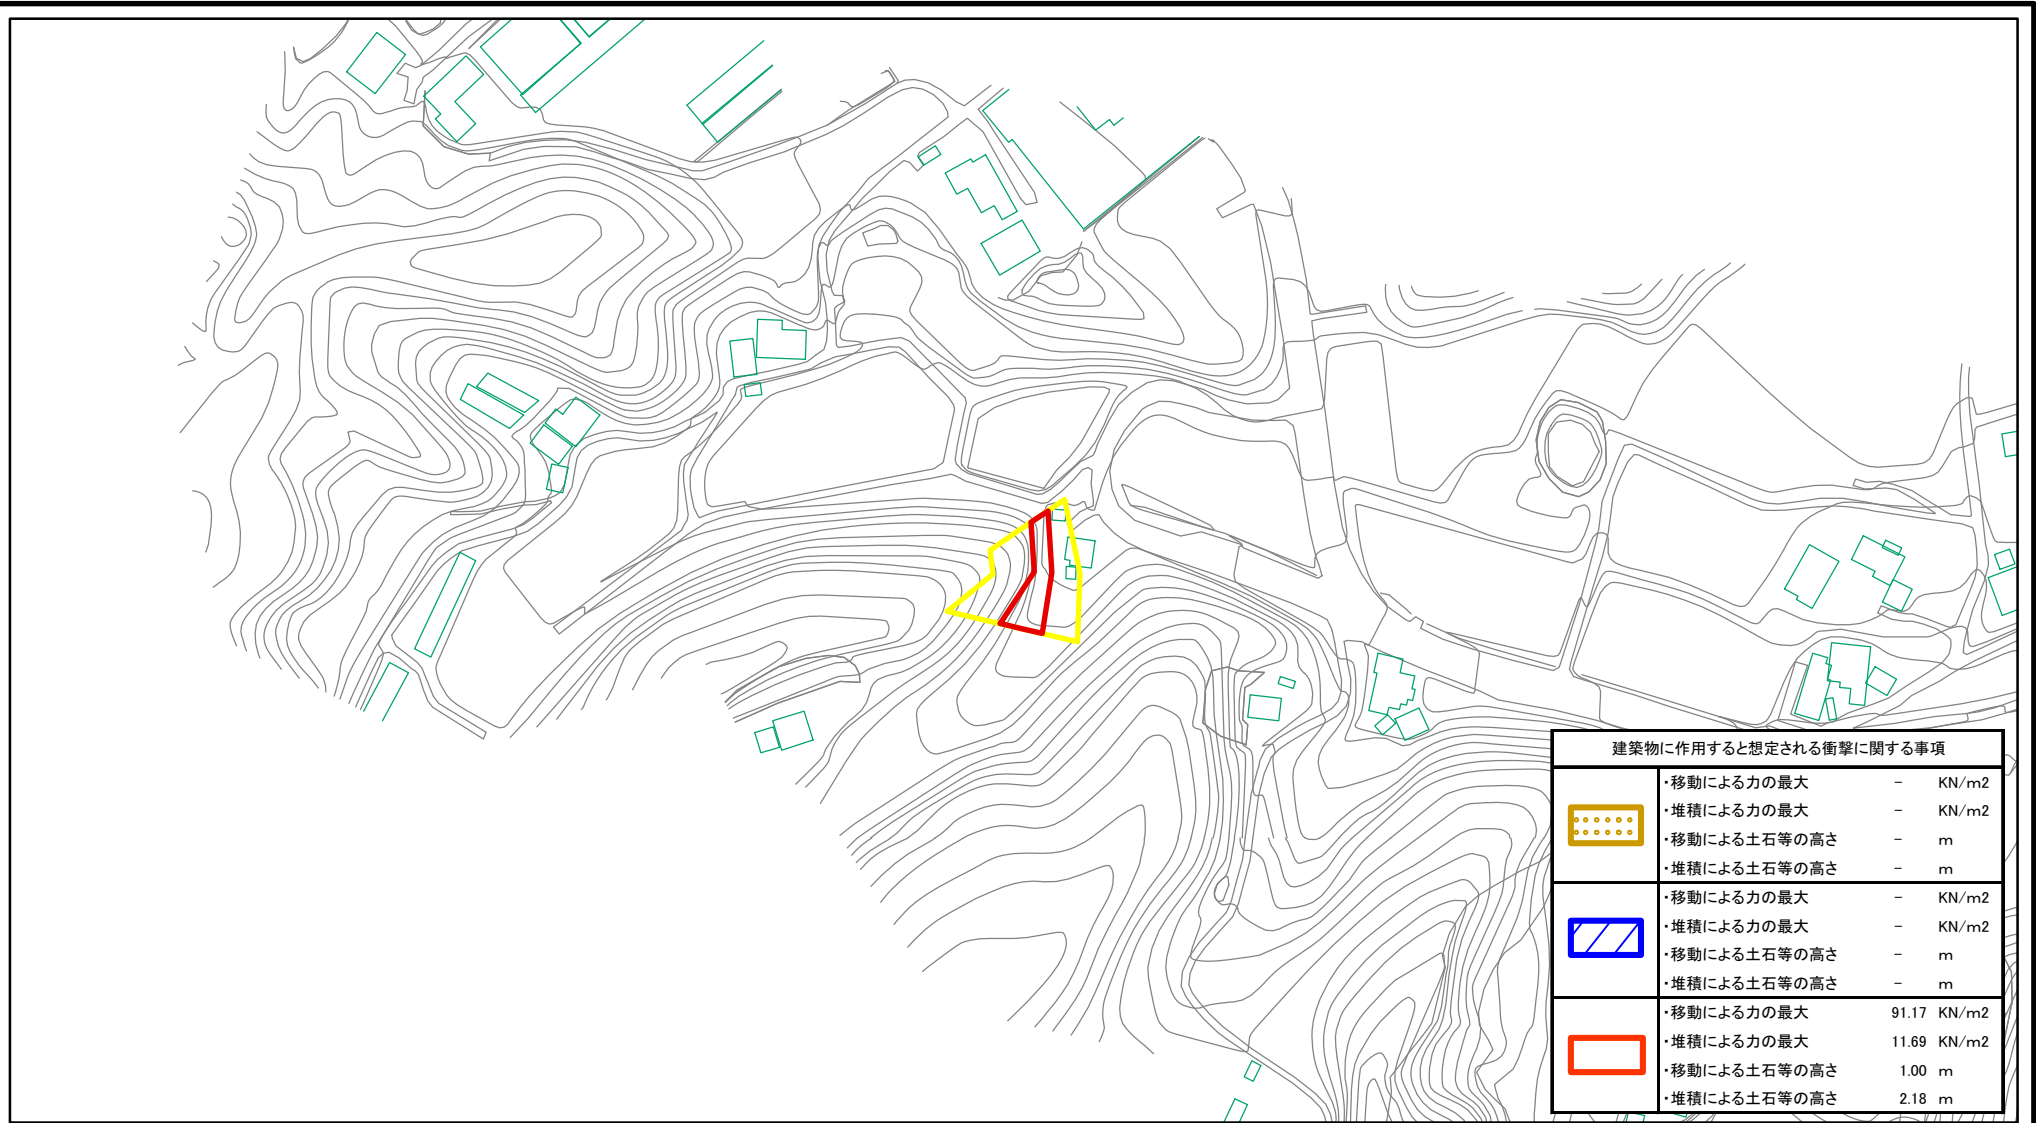 建築物に作用すると想定される衝撃に関する事項
・移動による力の最大 － KN/m2
・堆積による力の最大 － KN/m2
・移動による土石等の高さ － m
・堆積による土石等の高さ － m
・移動による力の最大 － KN/m2
・堆積による力の最大 － KN/m2
・移動による土石等の高さ － m
・堆積による土石等の高さ － m
・移動による力の最大 91.17 KN/m2
・堆積による力の最大 11.69 KN/m2
・移動による土石等の高さ 1.00 m
・堆積による土石等の高さ 2.18 m